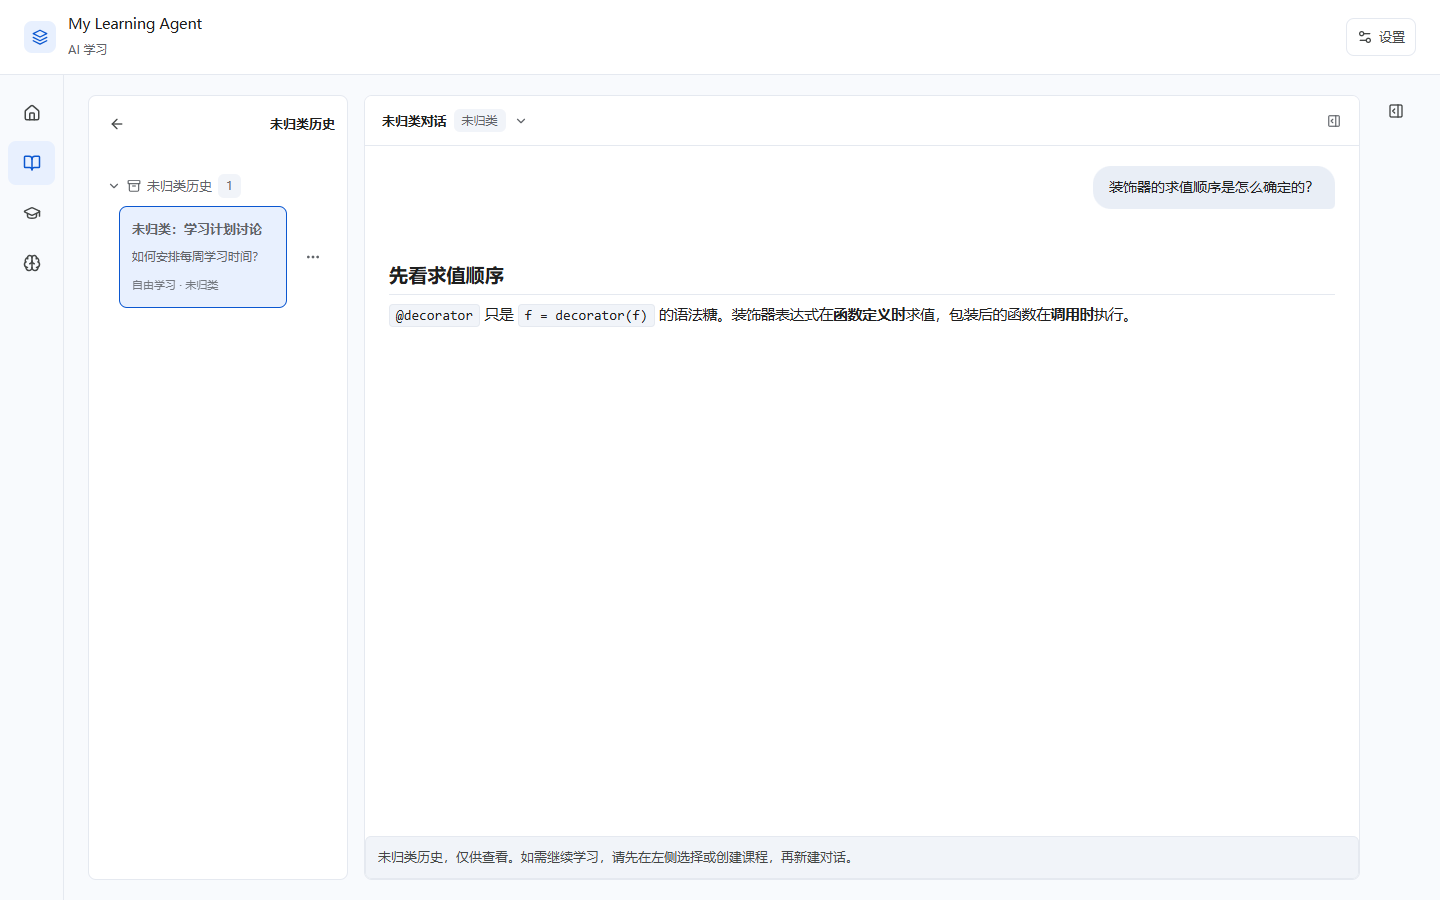 My Learning Agent
AI 学习
设置
未归类历史
未归类历史 1
未归类：学习计划讨论
如何安排每周学习时间？
自由学习 · 未归类
未归类对话 未归类
装饰器的求值顺序是怎么确定的？
先看求值顺序
@decorator 只是 f = decorator(f) 的语法糖。装饰器表达式在函数定义时求值，包装后的函数在调用时执行。
未归类历史，仅供查看。如需继续学习，请先在左侧选择或创建课程，再新建对话。